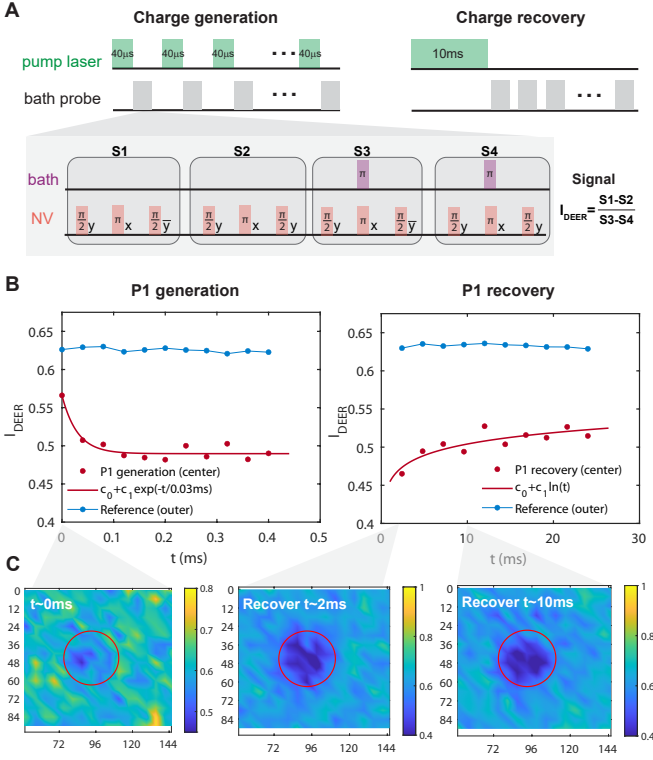 A
Charge generation
Charge recovery
pump laser
40μs 40μs 40μs ... 40μs
10ms
bath probe
...
...
S1 S2 S3 S4
bath
π π
NV
π/2 y π x π/2 y̅
π/2 y π x π/2 y
π/2 y π x π/2 y̅
π/2 y π x π/2 y
Signal
I_DEER = S1-S2 / S3-S4
B
P1 generation
P1 recovery
0.65
0.6
0.55
0.5
0.45
0.4
I_DEER
P1 generation (center)
c_0+c_1exp(-t/0.03ms)
Reference (outer)
0 0.1 0.2 0.3 0.4 0.5
t (ms)
0.65
0.6
0.55
0.5
0.45
0.4
I_DEER
P1 recovery (center)
c_0+c_1ln(t)
Reference (outer)
0 10 20 30
t (ms)
C
t~0ms
0
12
24
36
48
60
72
84
72 96 120 144
0.8
0.7
0.6
0.5
Recover t~2ms
0
12
24
36
48
60
72
84
72 96 120 144
1
0.8
0.6
0.4
Recover t~10ms
0
12
24
36
48
60
72
84
72 96 120 144
1
0.8
0.6
0.4